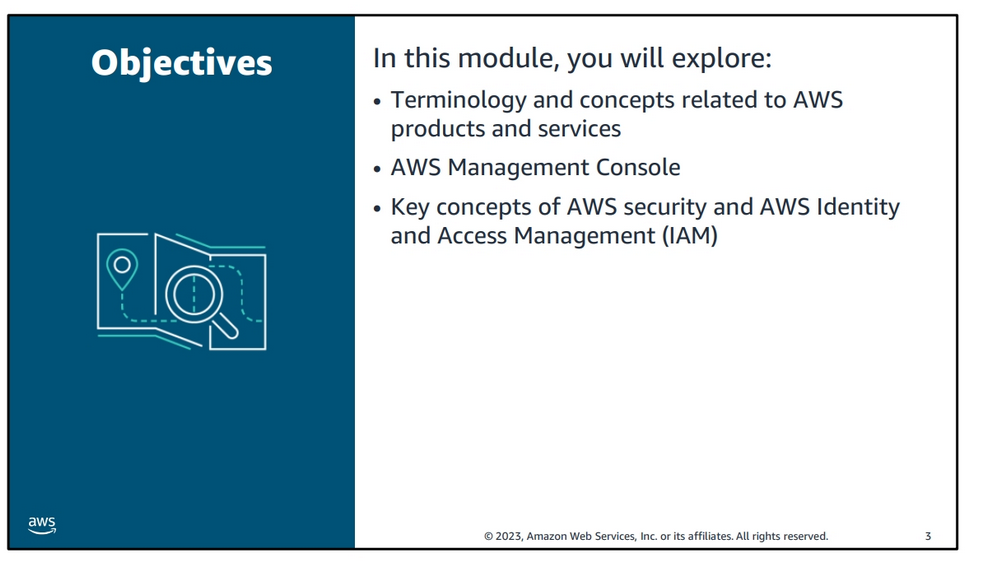 Objectives
In this module, you will explore:
• Terminology and concepts related to AWS
products and services
• AWS Management Console
• Key concepts of AWS security and AWS Identity
and Access Management (IAM)
aws
© 2023, Amazon Web Services, Inc. or its affiliates. All rights reserved.
3